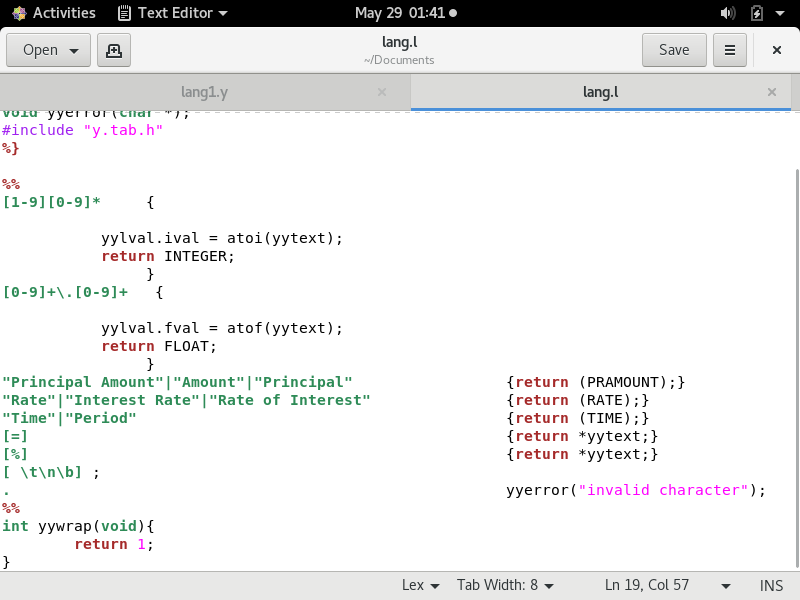 Activities Text Editor May 29 01:41
Open lang.l Save
~/Documents
lang1.y lang.l
void yyerror(char *);
#include "y.tab.h"
%}
%%
[1-9][0-9]* {
yylval.ival = atoi(yytext);
return INTEGER;
}
[0-9]+\.[0-9]+ {
yylval.fval = atof(yytext);
return FLOAT;
}
"Principal Amount"|"Amount"|"Principal" {return (PRAMOUNT);}
"Rate"|"Interest Rate"|"Rate of Interest" {return (RATE);}
"Time"|"Period" {return (TIME);}
[=] {return *yytext;}
[%] {return *yytext;}
[ \t\n\b] ;
. yyerror("invalid character");
%%
int yywrap(void){
return 1;
}
Lex Tab Width: 8 Ln 19, Col 57 INS